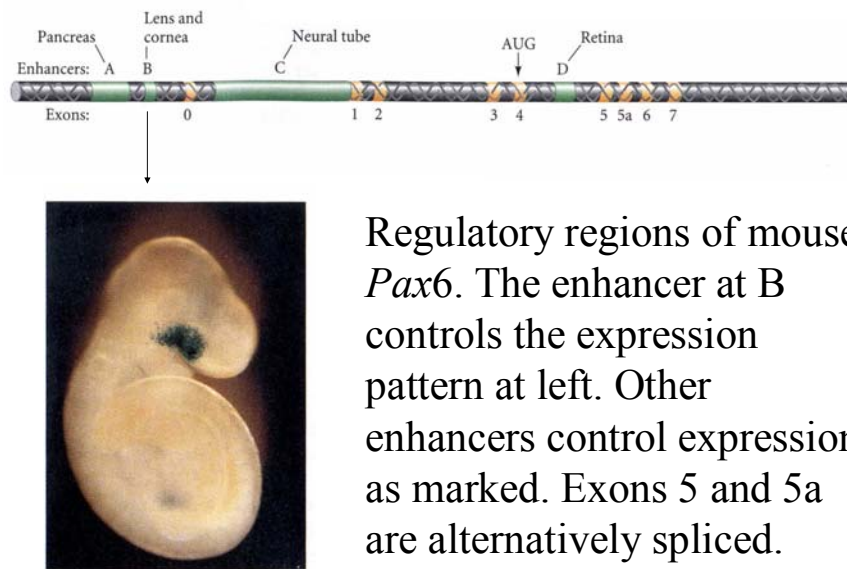 Lens and
cornea
Pancreas
Neural tube
AUG
Retina
Enhancers: A B C D
Exons: 0 1 2 3 4 5 5a 6 7
Regulatory regions of mouse
Pax6. The enhancer at B
controls the expression
pattern at left. Other
enhancers control expression
as marked. Exons 5 and 5a
are alternatively spliced.